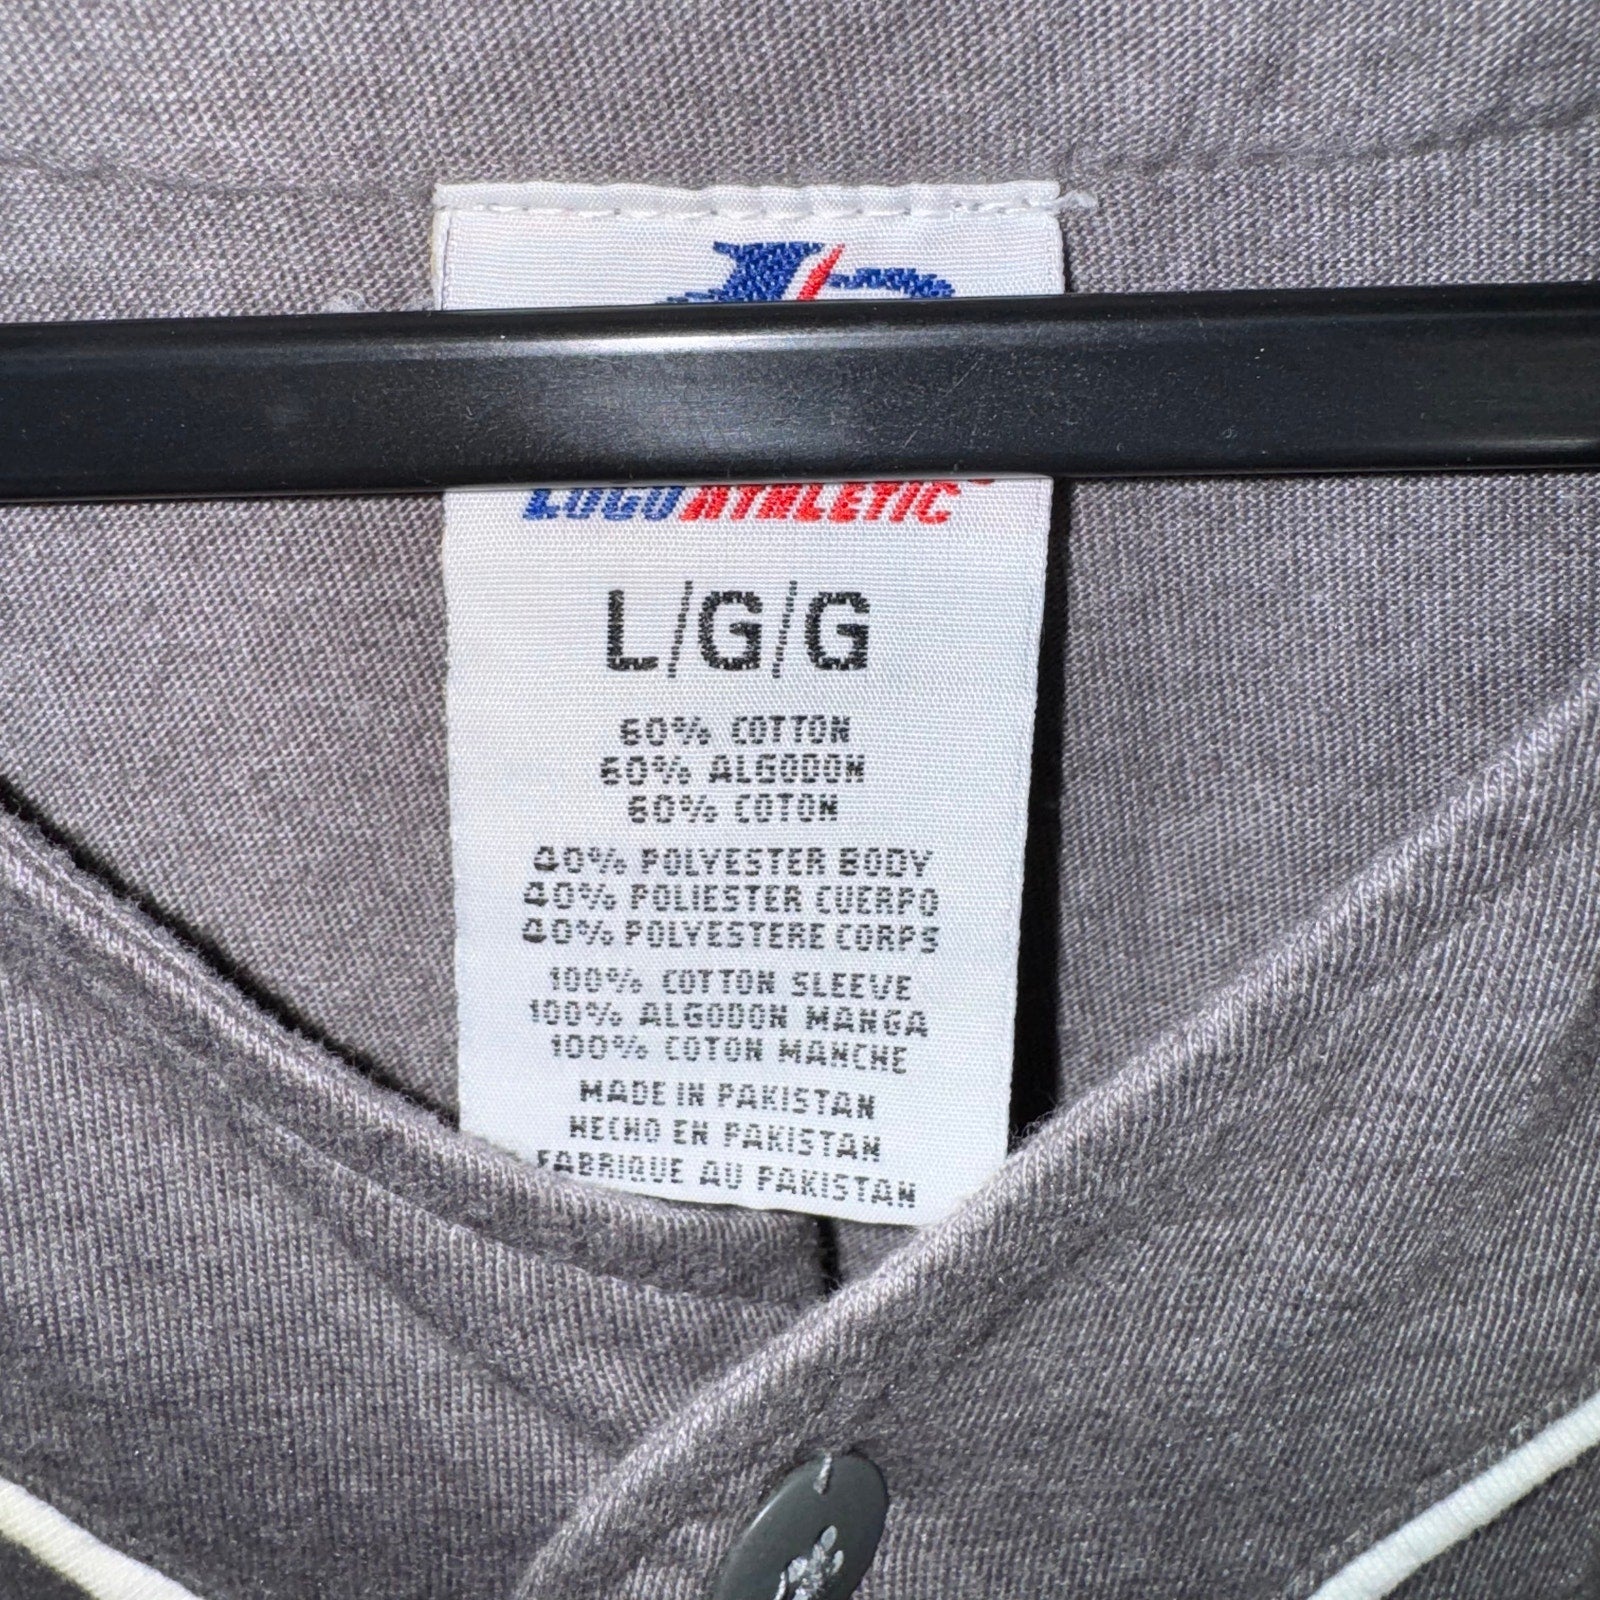 LOGO ATHLETIC
L/G/G
60% COTTON
60% ALGODON
60% COTON
40% POLYESTER BODY
40% POLIESTER CUERPO
40% POLYESTERE CORPS
100% COTTON SLEEVE
100% ALGODON MANGA
100% COTON MANCHE
MADE IN PAKISTAN
HECHO EN PAKISTAN
FABRIQUE AU PAKISTAN